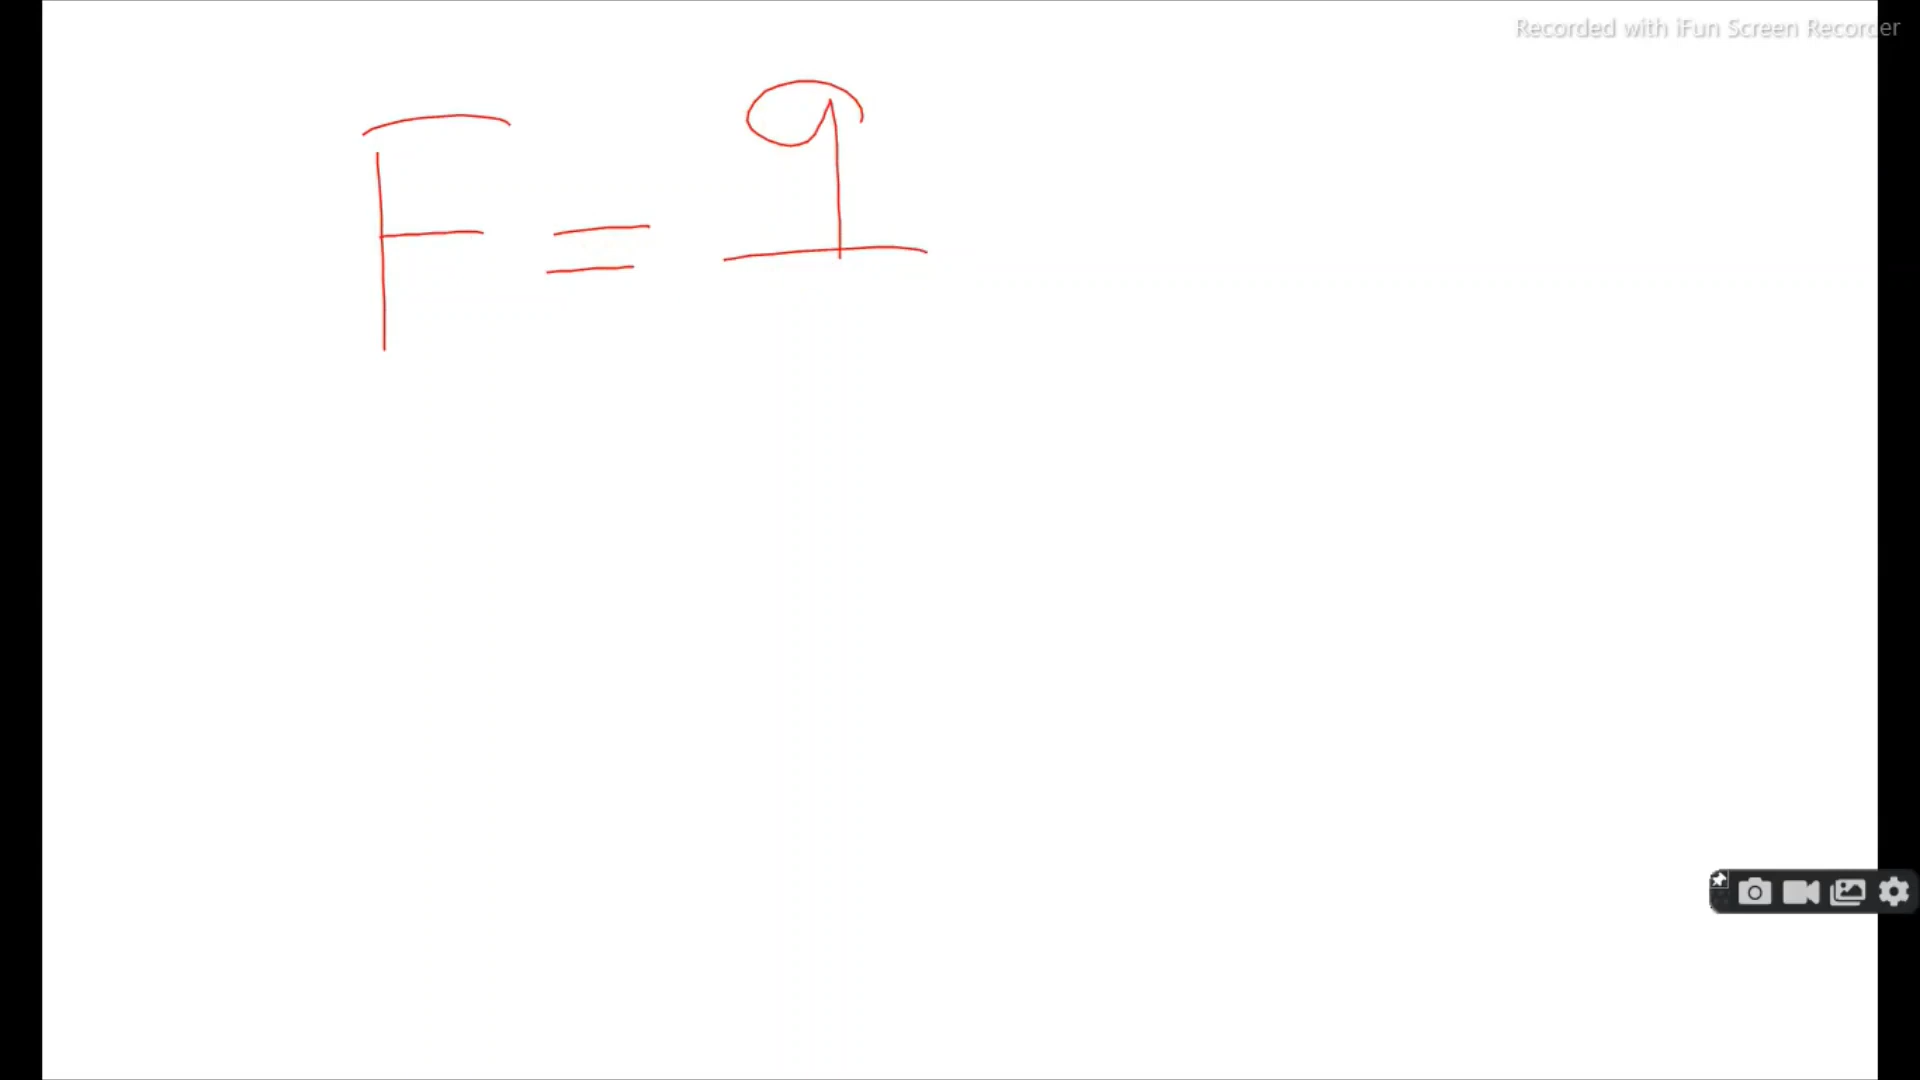 Recorded with iFun Screen Recorder
F = q